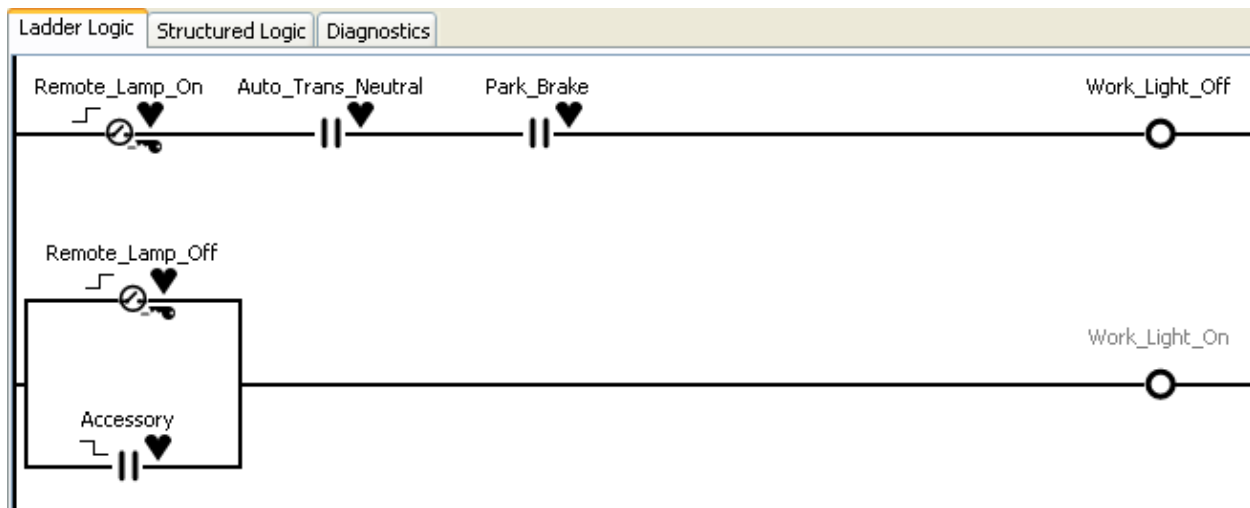 Ladder Logic Structured Logic Diagnostics
Remote_Lamp_On Auto_Trans_Neutral Park_Brake Work_Light_Off
Remote_Lamp_Off
Work_Light_On
Accessory